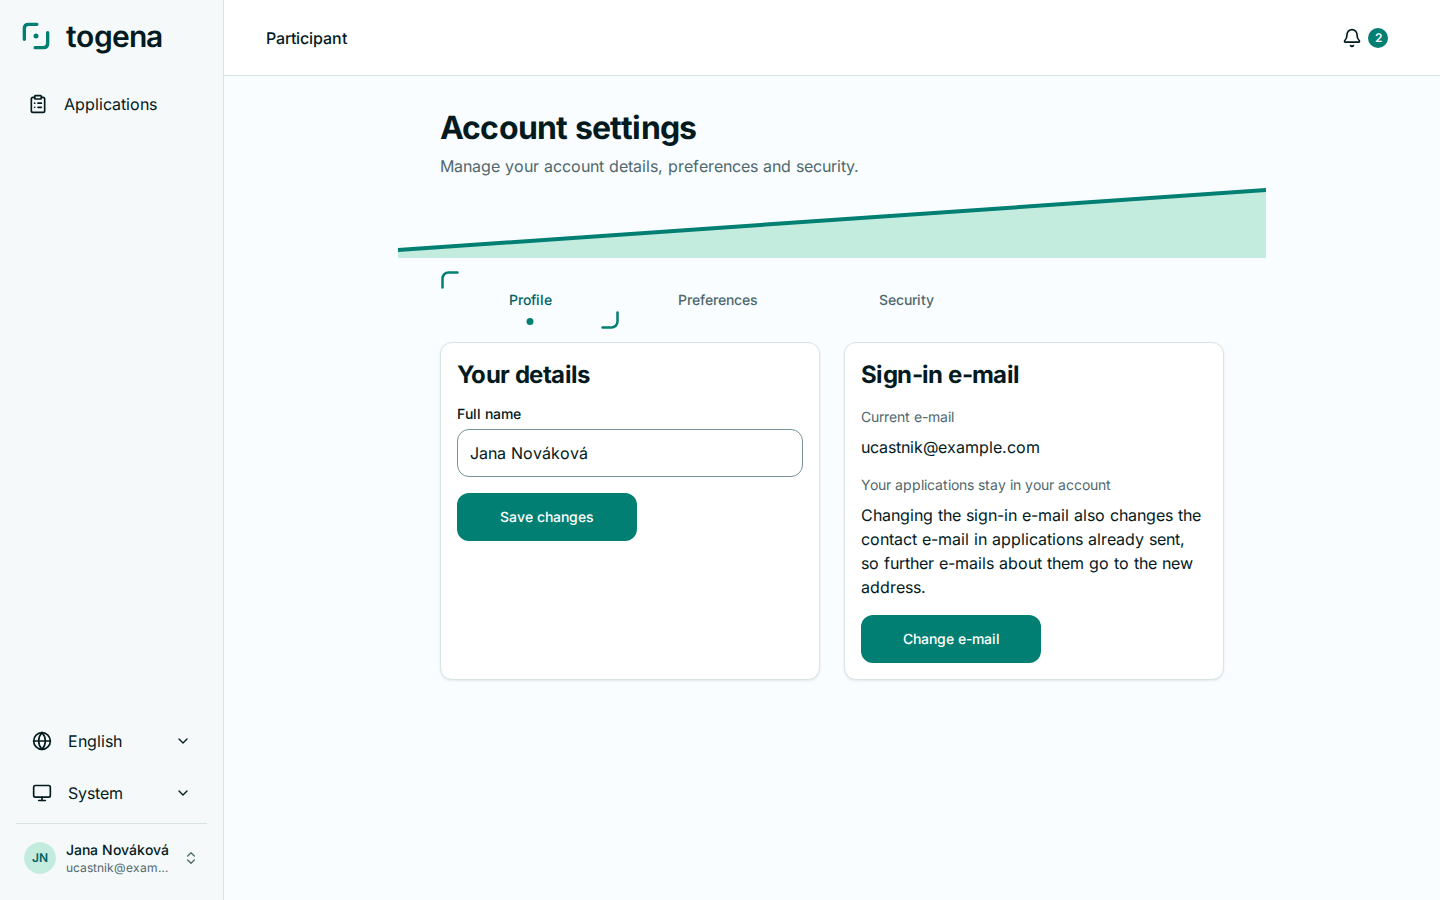 togena
Participant
2
Applications
Account settings
Manage your account details, preferences and security.
Profile
Preferences
Security
Your details
Full name
Jana Nováková
Save changes
Sign-in e-mail
Current e-mail
ucastnik@example.com
Your applications stay in your account
Changing the sign-in e-mail also changes the
contact e-mail in applications already sent,
so further e-mails about them go to the new
address.
Change e-mail
English
System
JN
Jana Nováková
ucastnik@exam...